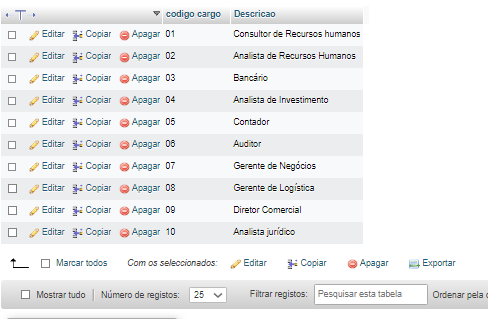 codigo cargo Descricao
Editar Copiar Apagar 01 Consultor de Recursos humanos
Editar Copiar Apagar 02 Analista de Recursos Humanos
Editar Copiar Apagar 03 Bancário
Editar Copiar Apagar 04 Analista de Investimento
Editar Copiar Apagar 05 Contador
Editar Copiar Apagar 06 Auditor
Editar Copiar Apagar 07 Gerente de Negócios
Editar Copiar Apagar 08 Gerente de Logística
Editar Copiar Apagar 09 Diretor Comercial
Editar Copiar Apagar 10 Analista jurídico
Marcar todos Com os seleccionados: Editar Copiar Apagar Exportar
Mostrar tudo Número de registos: 25 Filtrar registos: Pesquisar esta tabela Ordenar pela